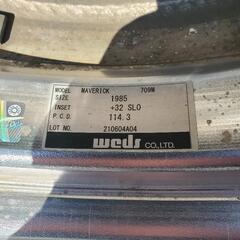 MODEL MAVERICK 709M
SIZE 1985
INSET +32 SLO
P.C.D. 114.3
LOT NO. 210604A04
weds CO.,LTD.